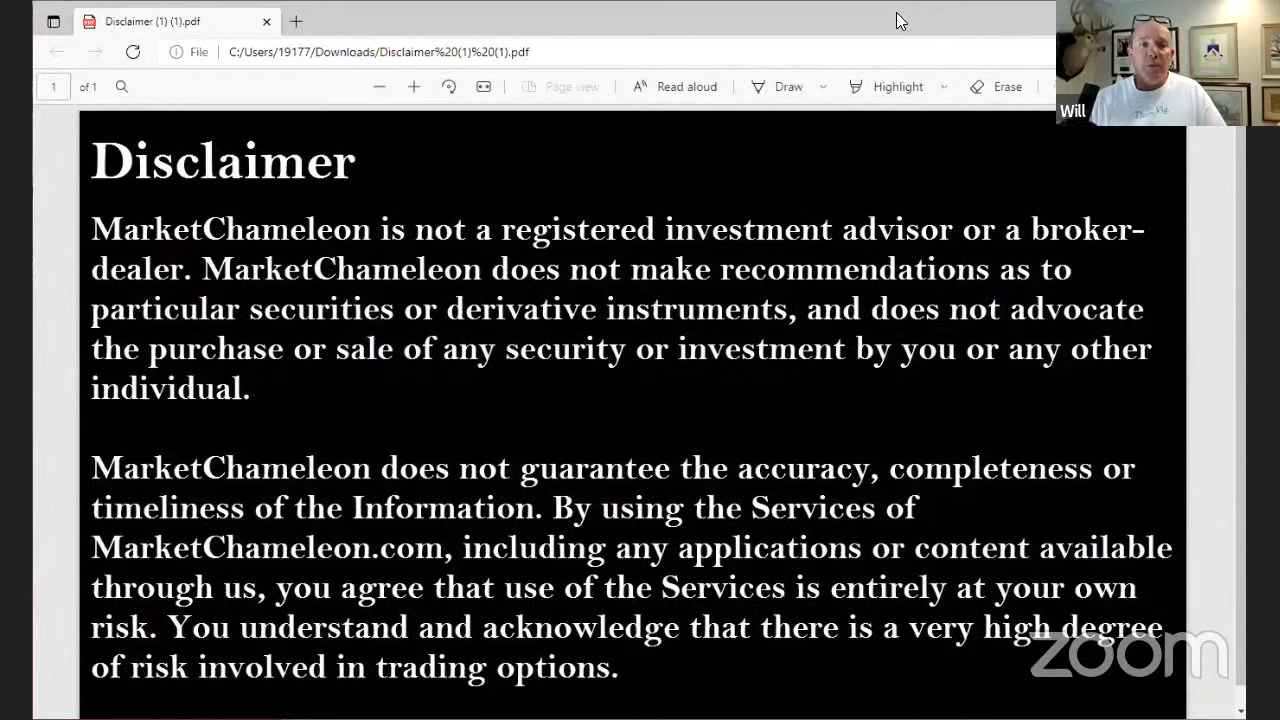 Disclaimer (1) (1).pdf
File
C:/Users/19177/Downloads/Disclaimer%20(1)%20(1).pdf
1 of 1
Page view
Read aloud
Draw
Highlight
Erase
Will
Disclaimer
MarketChameleon is not a registered investment advisor or a broker-
dealer. MarketChameleon does not make recommendations as to
particular securities or derivative instruments, and does not advocate
the purchase or sale of any security or investment by you or any other
individual.
MarketChameleon does not guarantee the accuracy, completeness or
timeliness of the Information. By using the Services of
MarketChameleon.com, including any applications or content available
through us, you agree that use of the Services is entirely at your own
risk. You understand and acknowledge that there is a very high degree
of risk involved in trading options.
zoom